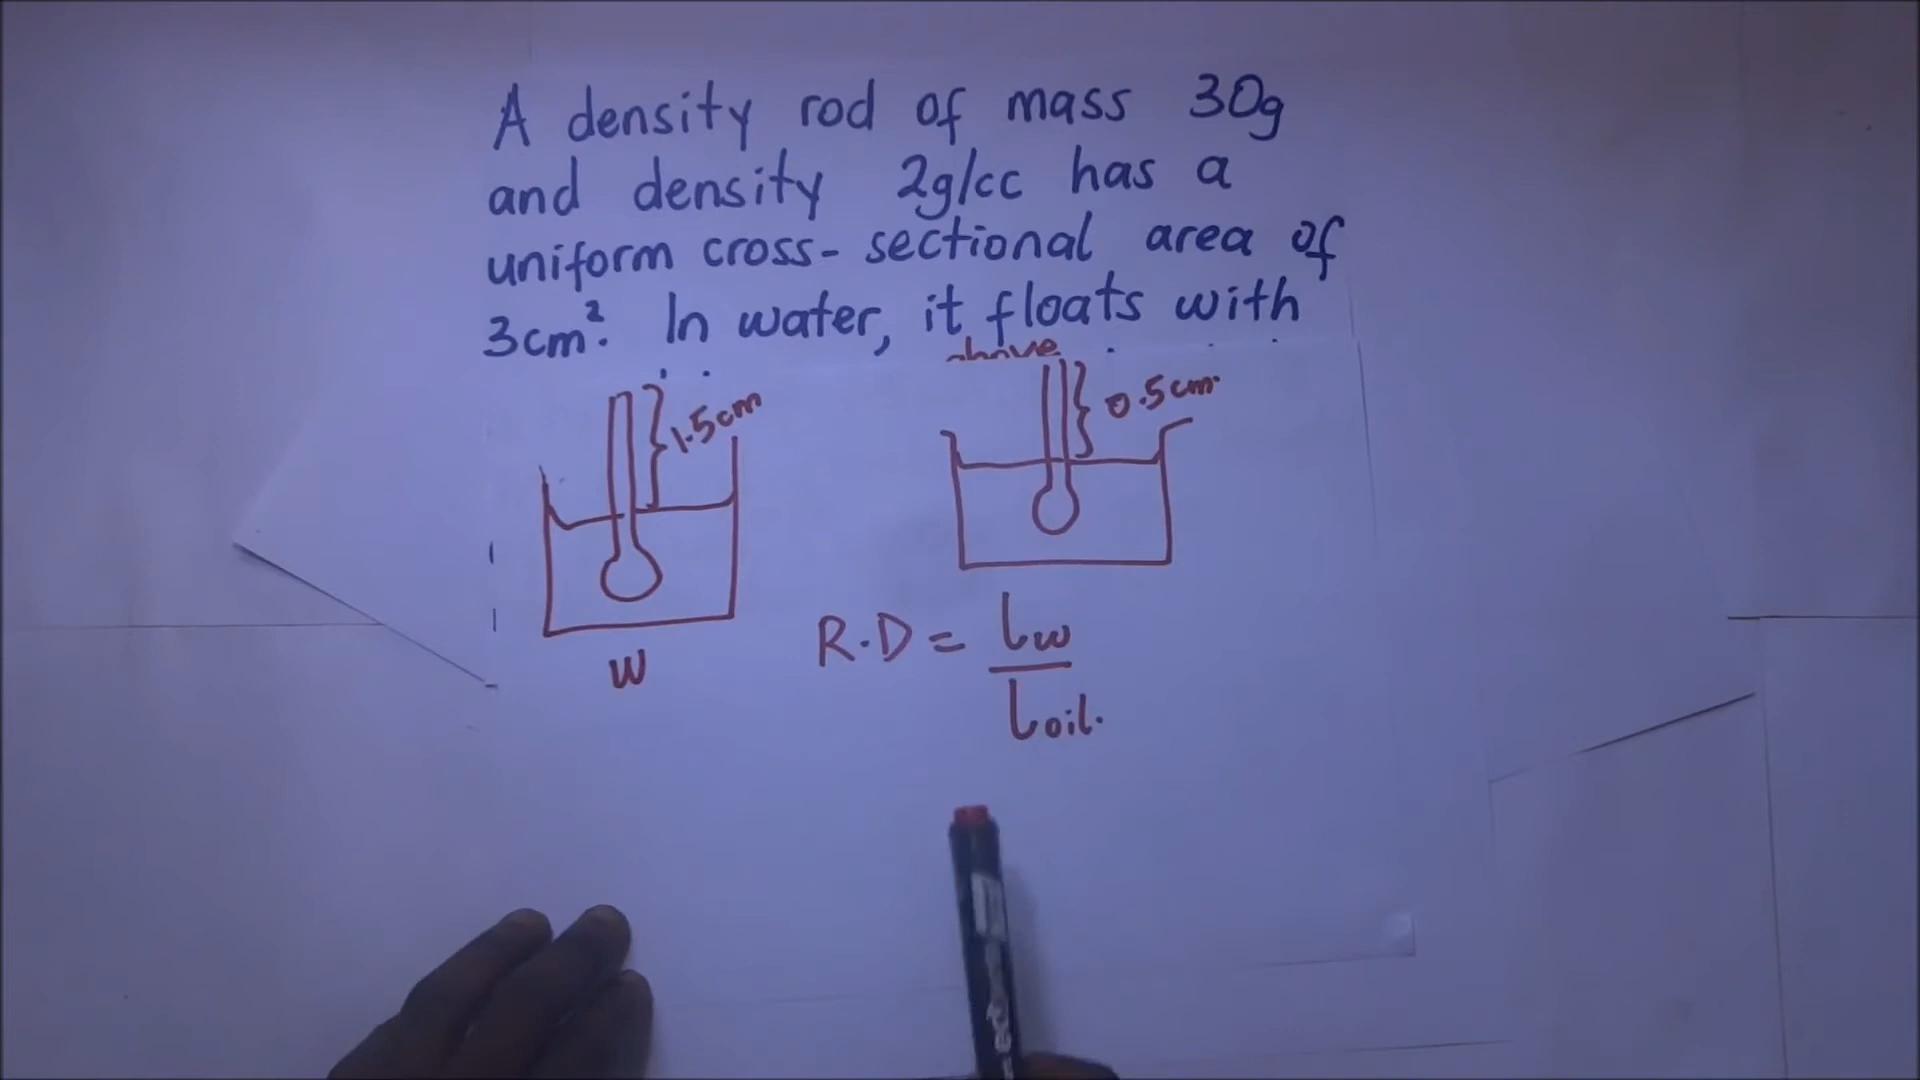 A density rod of mass 30g
and density 2g/cc has a
uniform cross-sectional area of
3cm². In water, it floats with
above
1.5cm
0.5cm.
W
R.D = Lw
Loil.